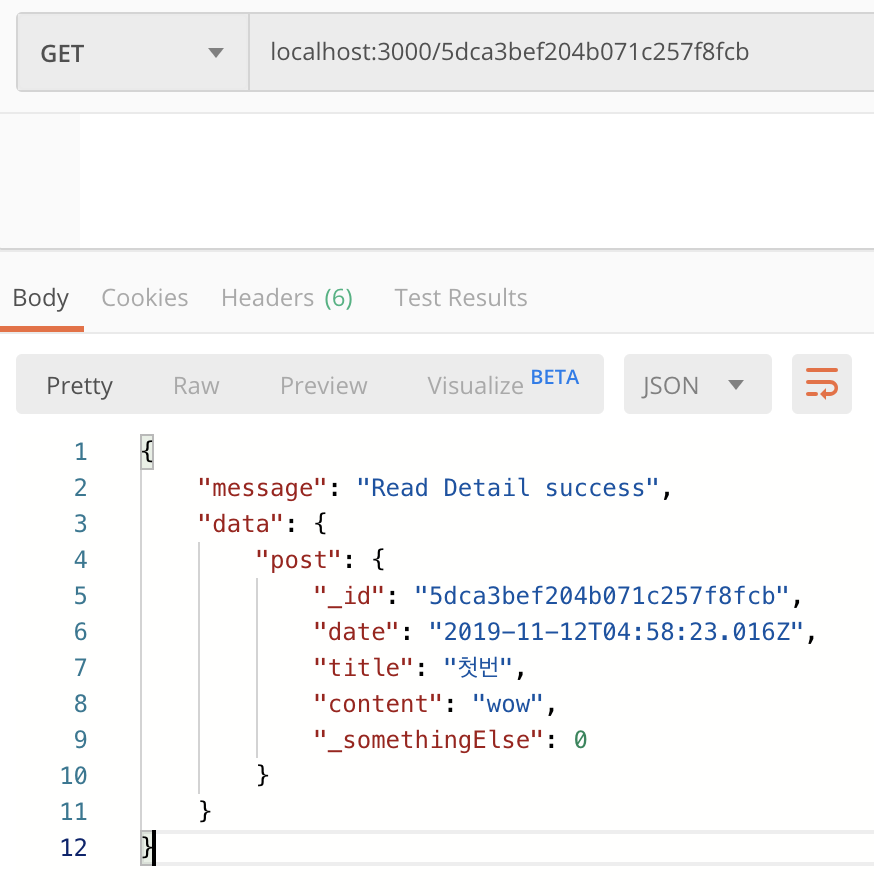 GET localhost:3000/5dca3bef204b071c257f8fcb
Body Cookies Headers (6) Test Results
Pretty Raw Preview Visualize BETA JSON
1 {
2 "message": "Read Detail success",
3 "data": {
4 "post": {
5 "_id": "5dca3bef204b071c257f8fcb",
6 "date": "2019-11-12T04:58:23.016Z",
7 "title": "첫번",
8 "content": "wow",
9 "_somethingElse": 0
10 }
11 }
12 }